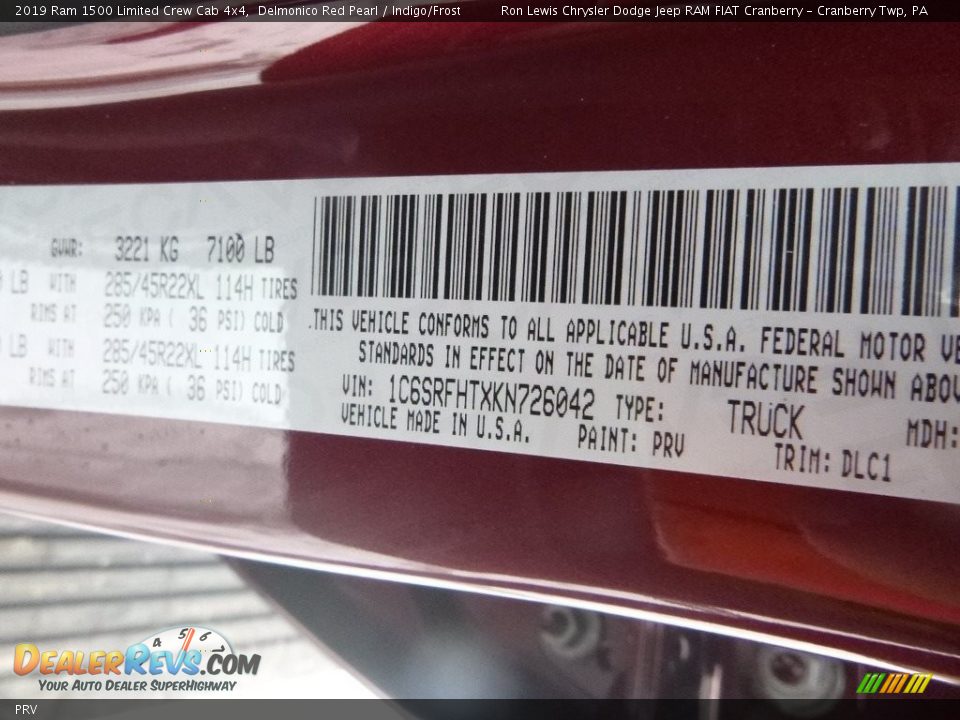 2019 Ram 1500 Limited Crew Cab 4x4, Delmonico Red Pearl / Indigo/Frost Ron Lewis Chrysler Dodge Jeep RAM FIAT Cranberry - Cranberry Twp, PA
GVWR: 3221 KG 7100 LB
LB WITH 285/45R22XL 114H TIRES
RIMS AT 250 KPA ( 36 PSI) COLD
LB WITH 285/45R22XL 114H TIRES
RIMS AT 250 KPA ( 36 PSI) COLD
THIS VEHICLE CONFORMS TO ALL APPLICABLE U.S.A. FEDERAL MOTOR VE
STANDARDS IN EFFECT ON THE DATE OF MANUFACTURE SHOWN ABOV
VIN: 1C6SRFHTXKN726042 TYPE: TRUCK MDH:
VEHICLE MADE IN U.S.A. PAINT: PRV TRIM: DLC1
4 5 6
DEALERREVS.COM
YOUR AUTO DEALER SUPERHIGHWAY
PRV